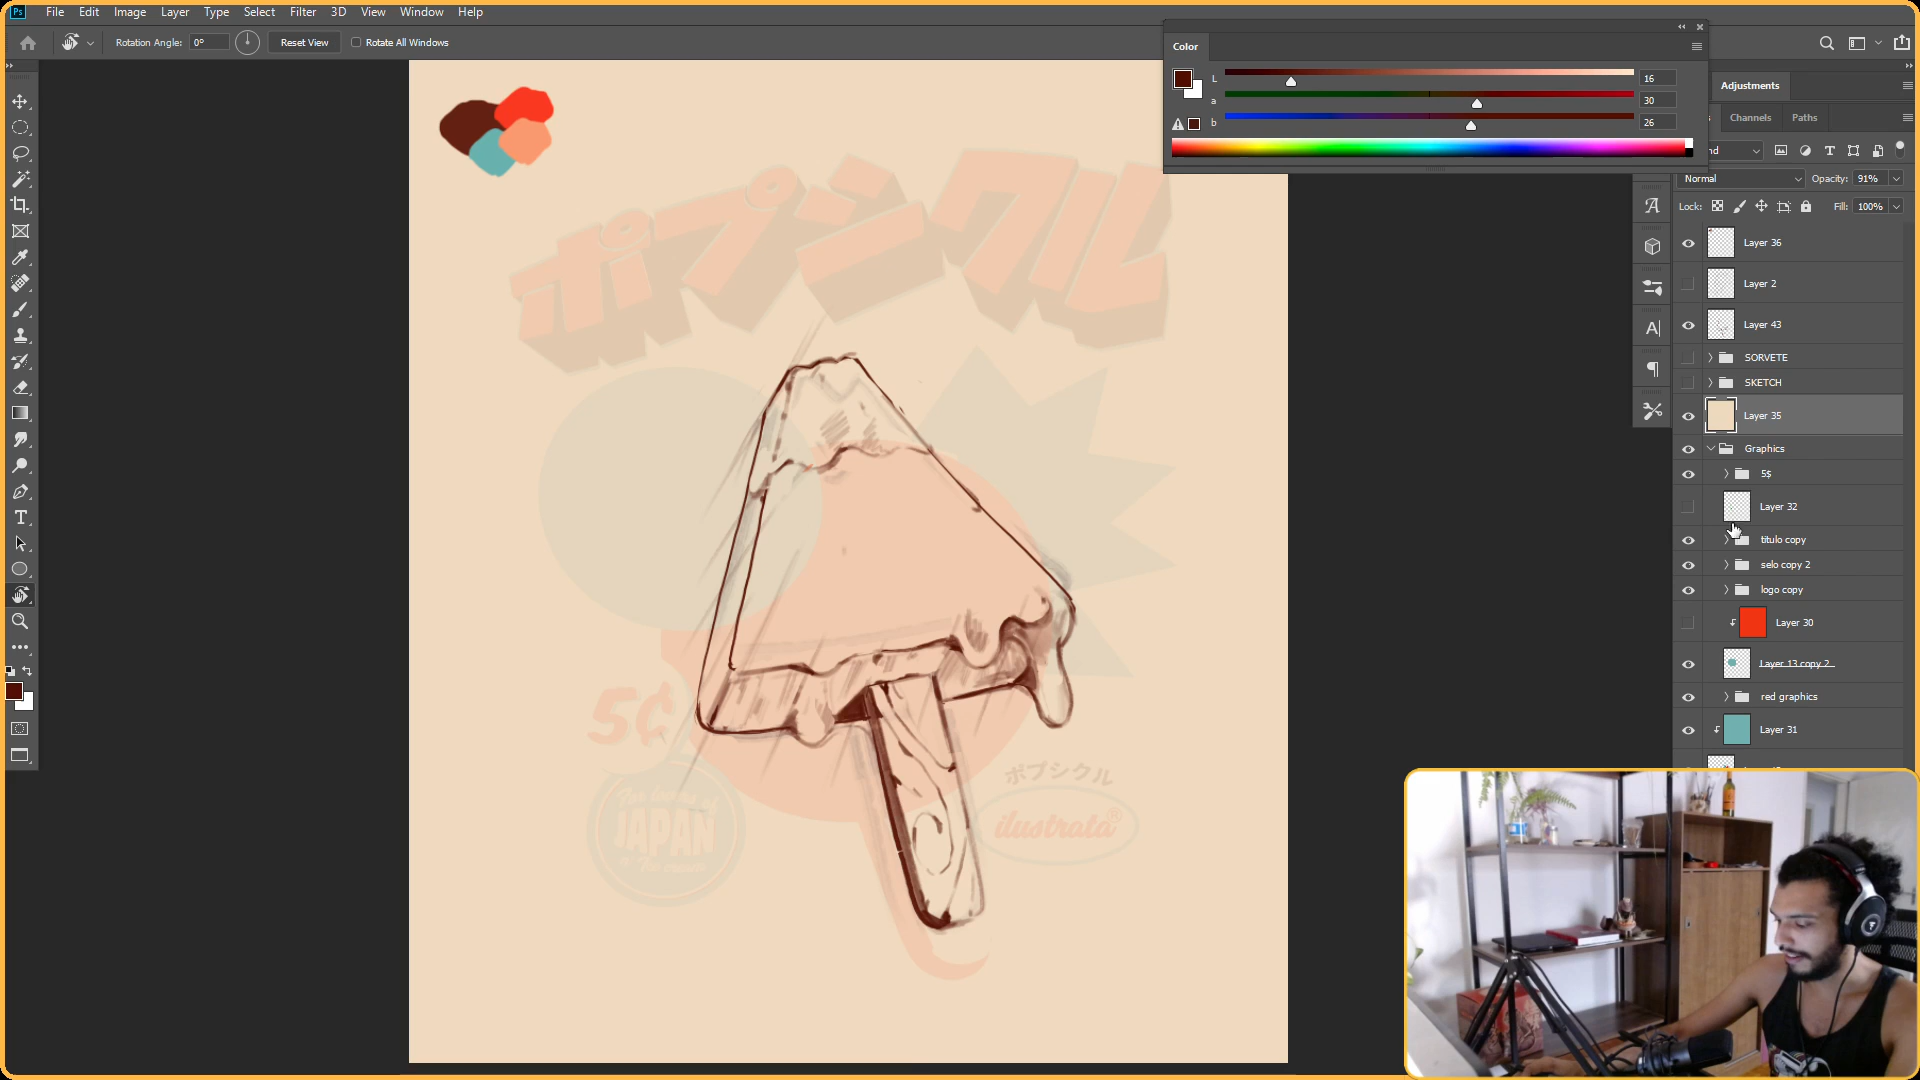 Ps File Edit Image Layer Type Select Filter 3D View Window Help
Rotation Angle: 0° Reset View Rotate All Windows
Color
L 16
a 30
b 26
Adjustments
Channels Paths
Normal Opacity: 91%
Lock: Fill: 100%
Layer 36
Layer 2
Layer 43
SORVETE
SKETCH
Layer 35
Graphics
5$
Layer 32
titulo copy
selo copy 2
logo copy
Layer 30
Layer 13 copy 2
red graphics
Layer 31
ポプシクル
5¢
For lovers of
JAPAN
ポプシクル
ilustrata®